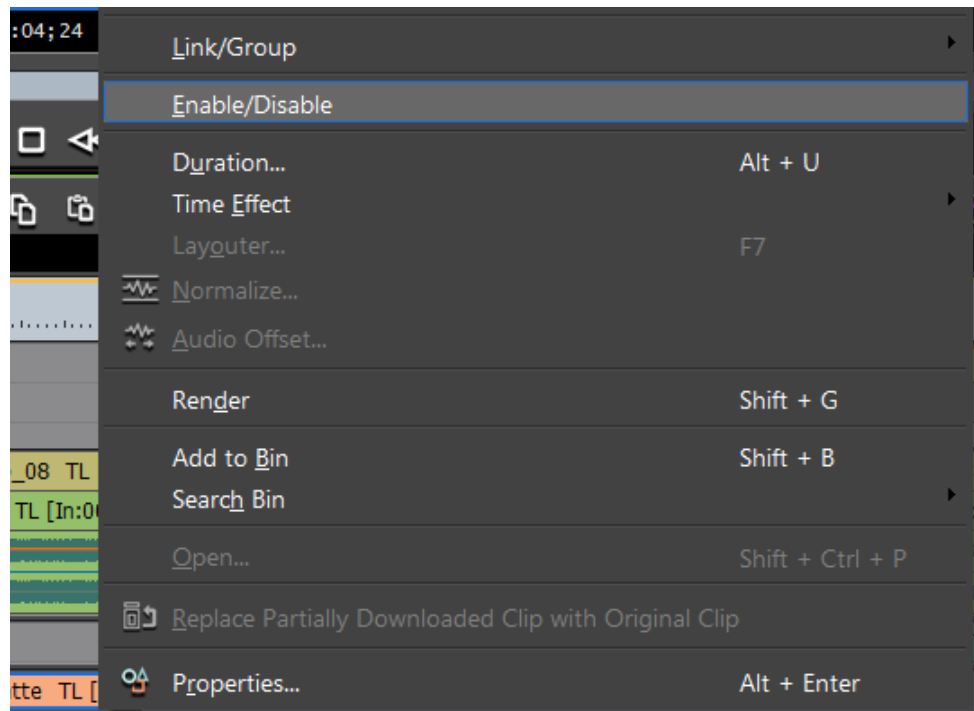 :04;24
Link/Group
Enable/Disable
Duration... Alt + U
Time Effect
Layouter... F7
Normalize...
Audio Offset...
Render Shift + G
_08 TL
Add to Bin Shift + B
TL [In:0
Search Bin
Open... Shift + Ctrl + P
Replace Partially Downloaded Clip with Original Clip
tte TL [
Properties... Alt + Enter